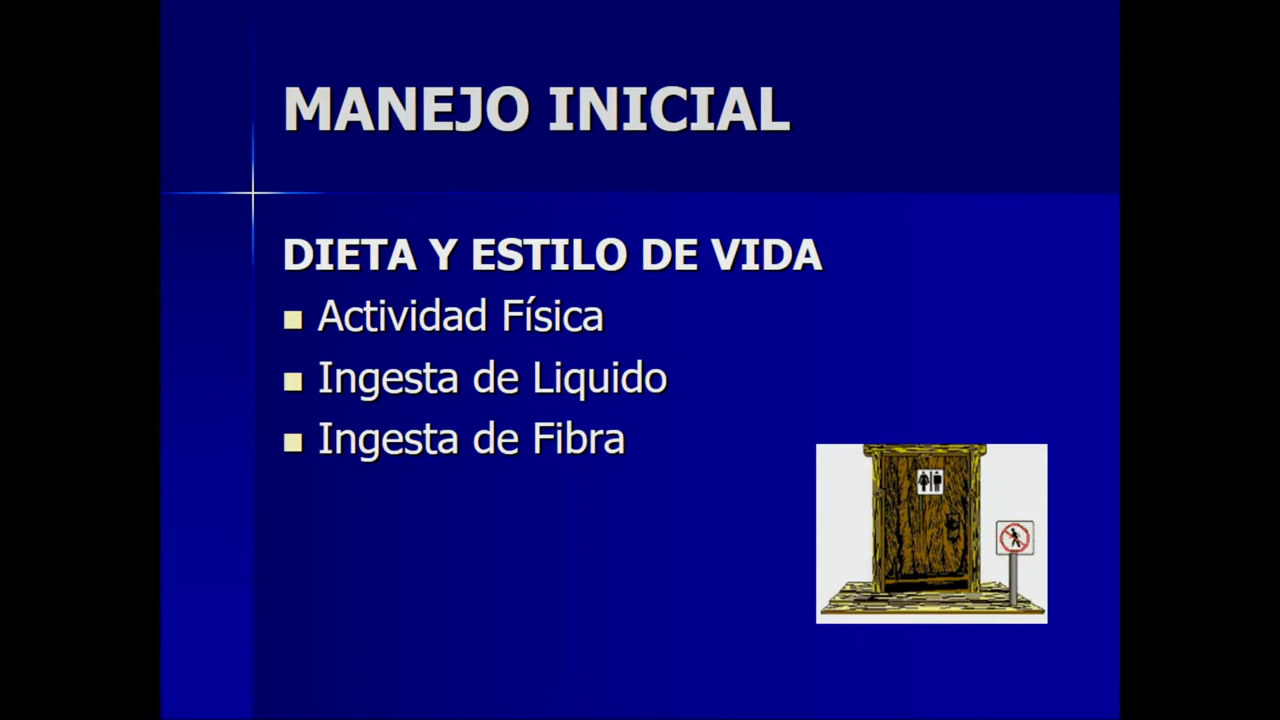 MANEJO INICIAL
DIETA Y ESTILO DE VIDA
Actividad Física
Ingesta de Liquido
Ingesta de Fibra